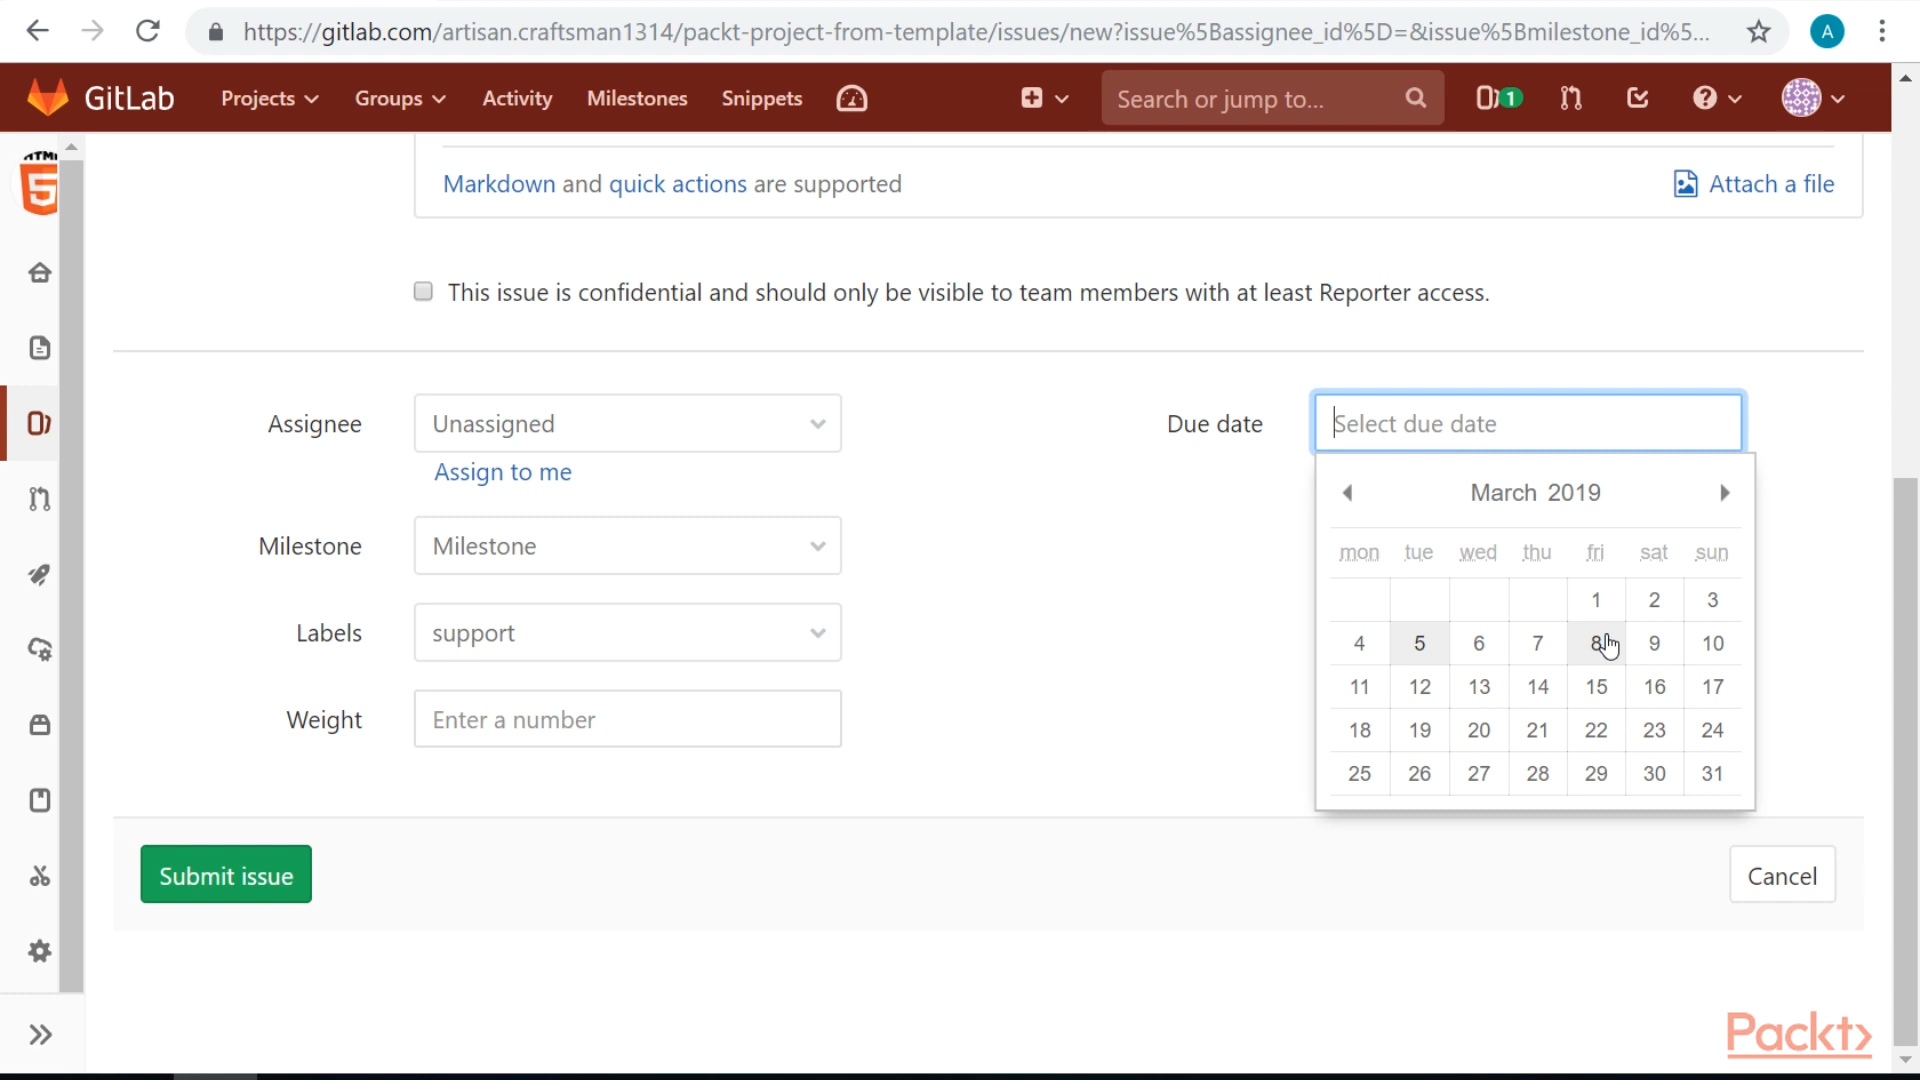 https://gitlab.com/artisan.craftsman1314/packt-project-from-template/issues/new?issue%5Bassignee_id%5D=&issue%5Bmilestone_id%5...
A
GitLab Projects Groups Activity Milestones Snippets Search or jump to... 1
HTML
5
Markdown and quick actions are supported Attach a file
This issue is confidential and should only be visible to team members with at least Reporter access.
Assignee Unassigned Due date Select due date
Assign to me
March 2019
Milestone Milestone
mon tue wed thu fri sat sun
1 2 3
Labels support
4 5 6 7 8 9 10
11 12 13 14 15 16 17
Weight Enter a number
18 19 20 21 22 23 24
25 26 27 28 29 30 31
Submit issue Cancel
Packt>